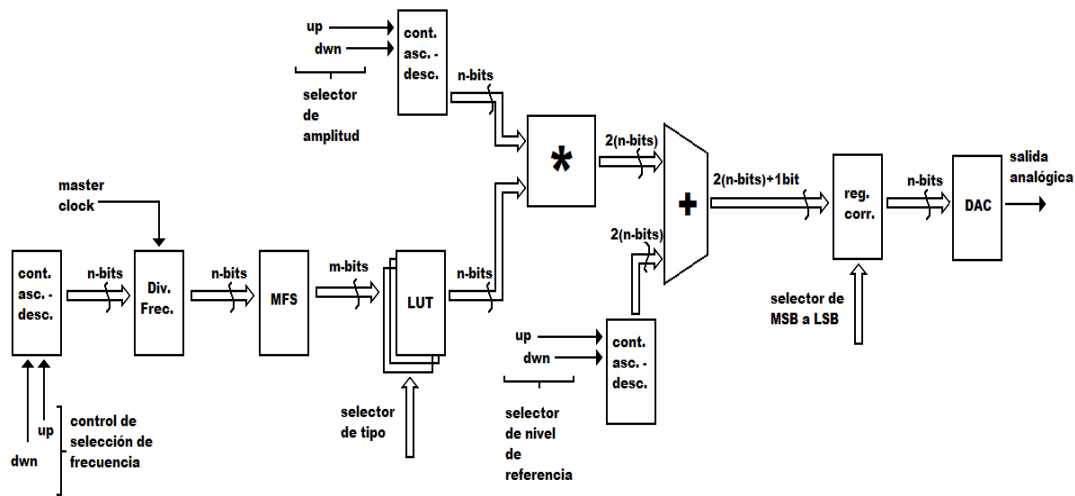 up
dwn
selector
de
amplitud
cont.
asc. -
desc.
n-bits
*
2(n-bits)
+
2(n-bits)+1bit
reg.
corr.
n-bits
DAC
salida
analógica
selector de
MSB a LSB
master
clock
cont.
asc. -
desc.
n-bits
Div.
Frec.
n-bits
MFS
m-bits
LUT
n-bits
2(n-bits)
up
dwn
selector
de nivel
de
referencia
cont.
asc. -
desc.
selector
de tipo
dwn
up
control de
selección de
frecuencia